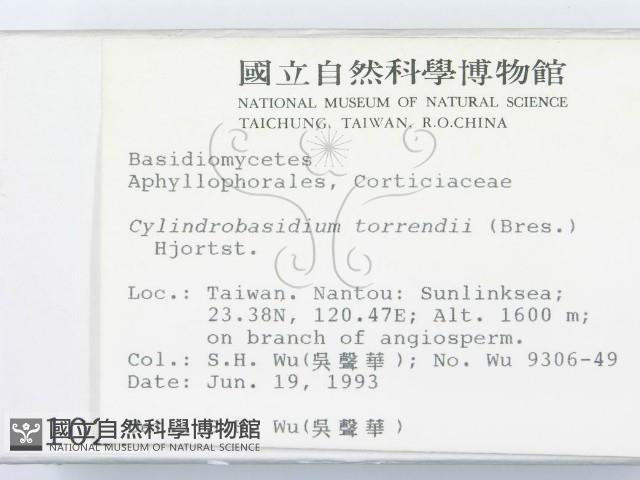 國立自然科學博物館
NATIONAL MUSEUM OF NATURAL SCIENCE
TAICHUNG, TAIWAN, R.O.CHINA
Basidiomycetes
Aphyllophorales, Corticiaceae
Cylindrobasidium torrendii (Bres.)
Hjortst.
Loc.: Taiwan. Nantou: Sunlinksea;
23.38N, 120.47E; Alt. 1600 m;
on branch of angiosperm.
Col.: S.H. Wu(吳聲華); No. Wu 9306-49
Date: Jun. 19, 1993
Wu(吳聲華)
國立自然科學博物館
NATIONAL MUSEUM OF NATURAL SCIENCE